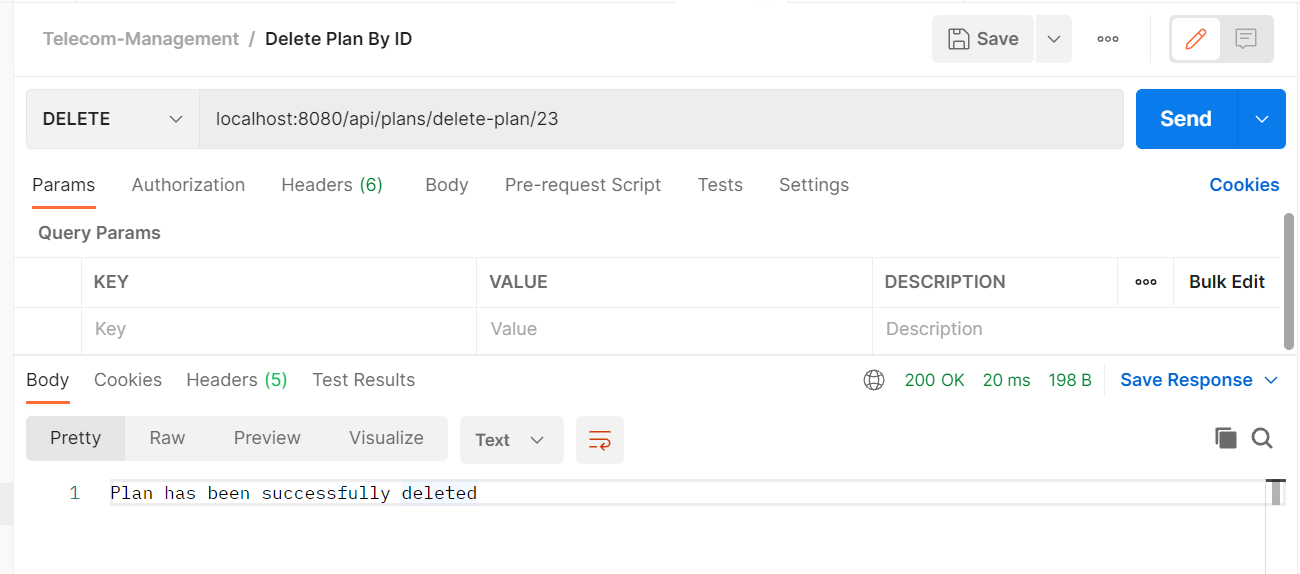 Telecom-Management / Delete Plan By ID
Save
DELETE
localhost:8080/api/plans/delete-plan/23
Send
Params Authorization Headers (6) Body Pre-request Script Tests Settings Cookies
Query Params
KEY VALUE DESCRIPTION Bulk Edit
Key Value Description
Body Cookies Headers (5) Test Results 200 OK 20 ms 198 B Save Response
Pretty Raw Preview Visualize Text
1 Plan has been successfully deleted